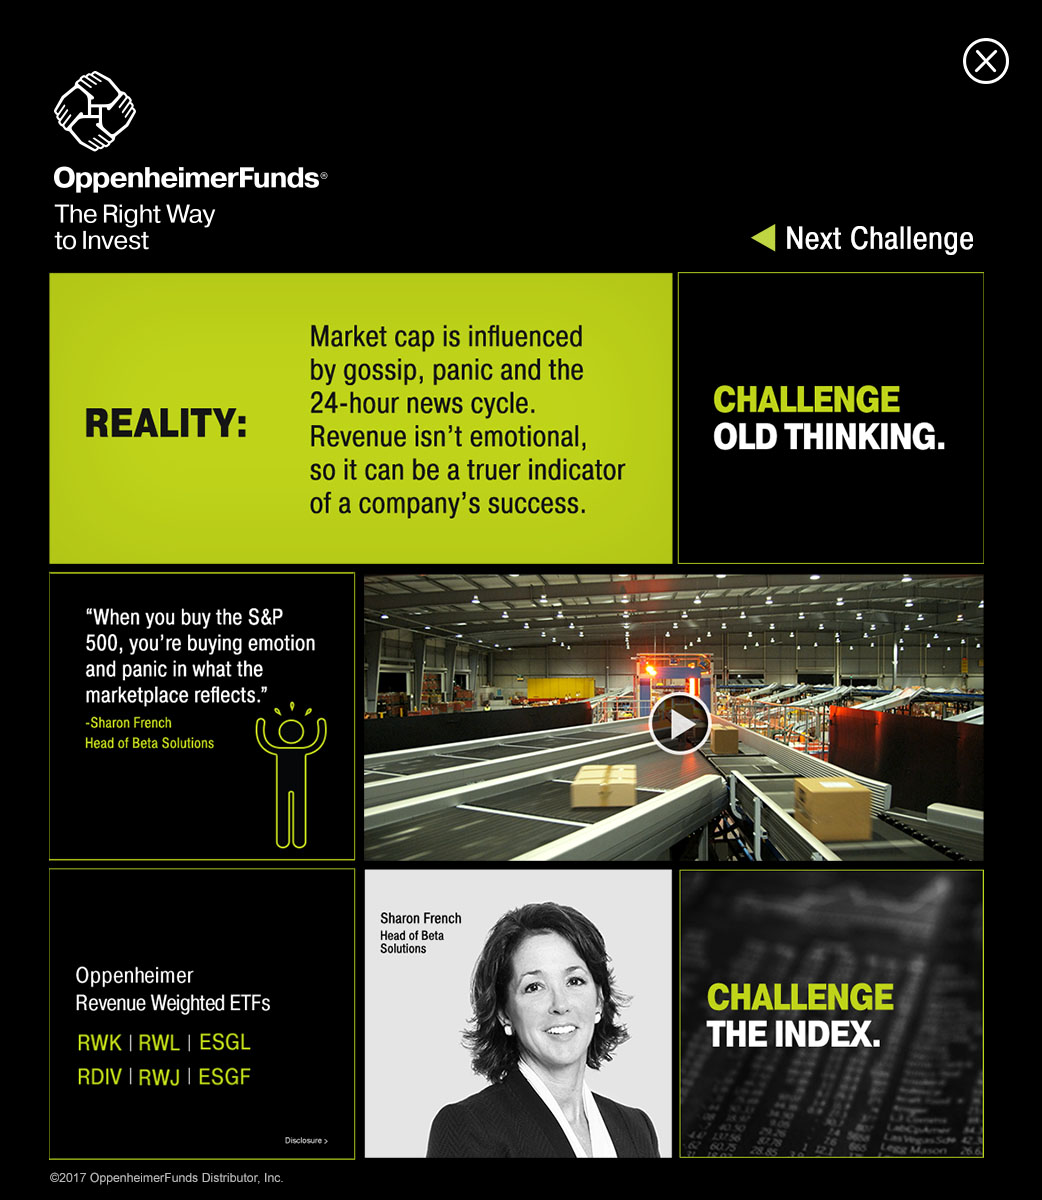 OppenheimerFunds®
The Right Way
to Invest
Next Challenge
REALITY:
Market cap is influenced
by gossip, panic and the
24-hour news cycle.
Revenue isn’t emotional,
so it can be a truer indicator
of a company’s success.
CHALLENGE
OLD THINKING.
“When you buy the S&P
500, you’re buying emotion
and panic in what the
marketplace reflects.”
-Sharon French
Head of Beta Solutions
Oppenheimer
Revenue Weighted ETFs
RWK | RWL | ESGL
RDIV | RWJ | ESGF
Disclosure >
Sharon French
Head of Beta
Solutions
CHALLENGE
THE INDEX.
©2017 OppenheimerFunds Distributor, Inc.